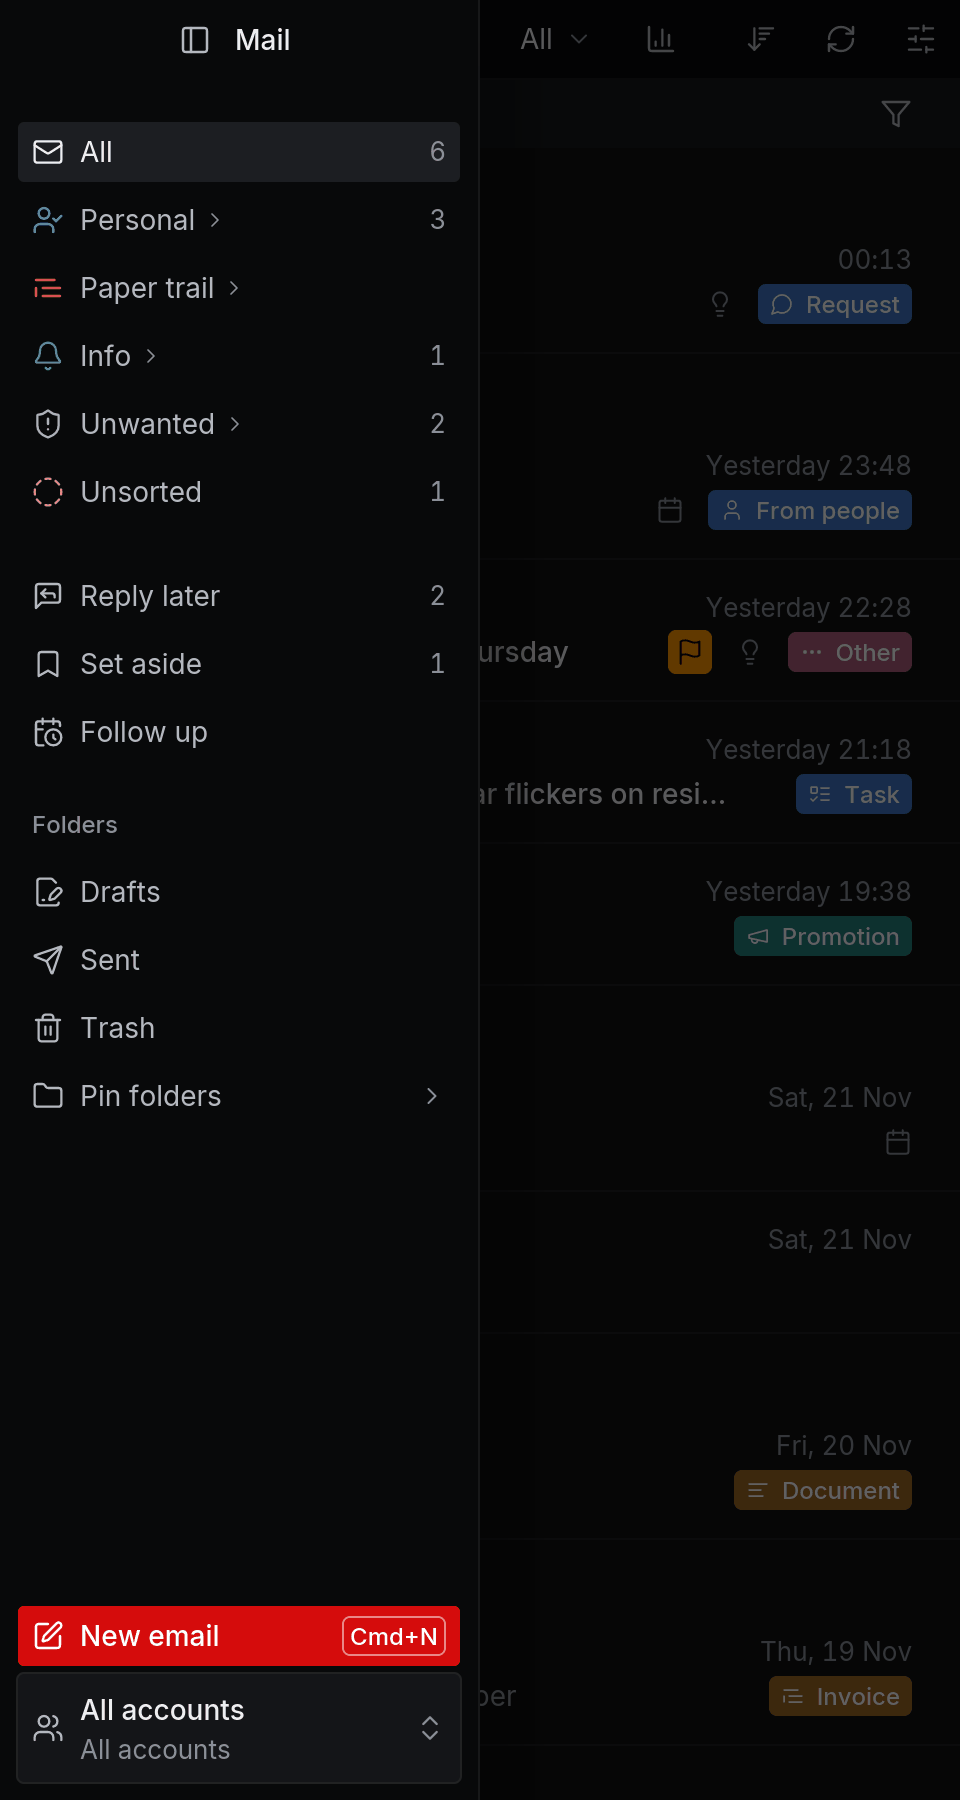 Mail
All
All 6
Personal 3
Paper trail
Info 1
Unwanted 2
Unsorted 1
Reply later 2
Set aside 1
Follow up
Folders
Drafts
Sent
Trash
Pin folders
New email Cmd+N
All accounts
All accounts
00:13
Request
Yesterday 23:48
From people
Yesterday 22:28
ursday Other
Yesterday 21:18
ar flickers on resi... Task
Yesterday 19:38
Promotion
Sat, 21 Nov
Sat, 21 Nov
Fri, 20 Nov
Document
Thu, 19 Nov
ber Invoice